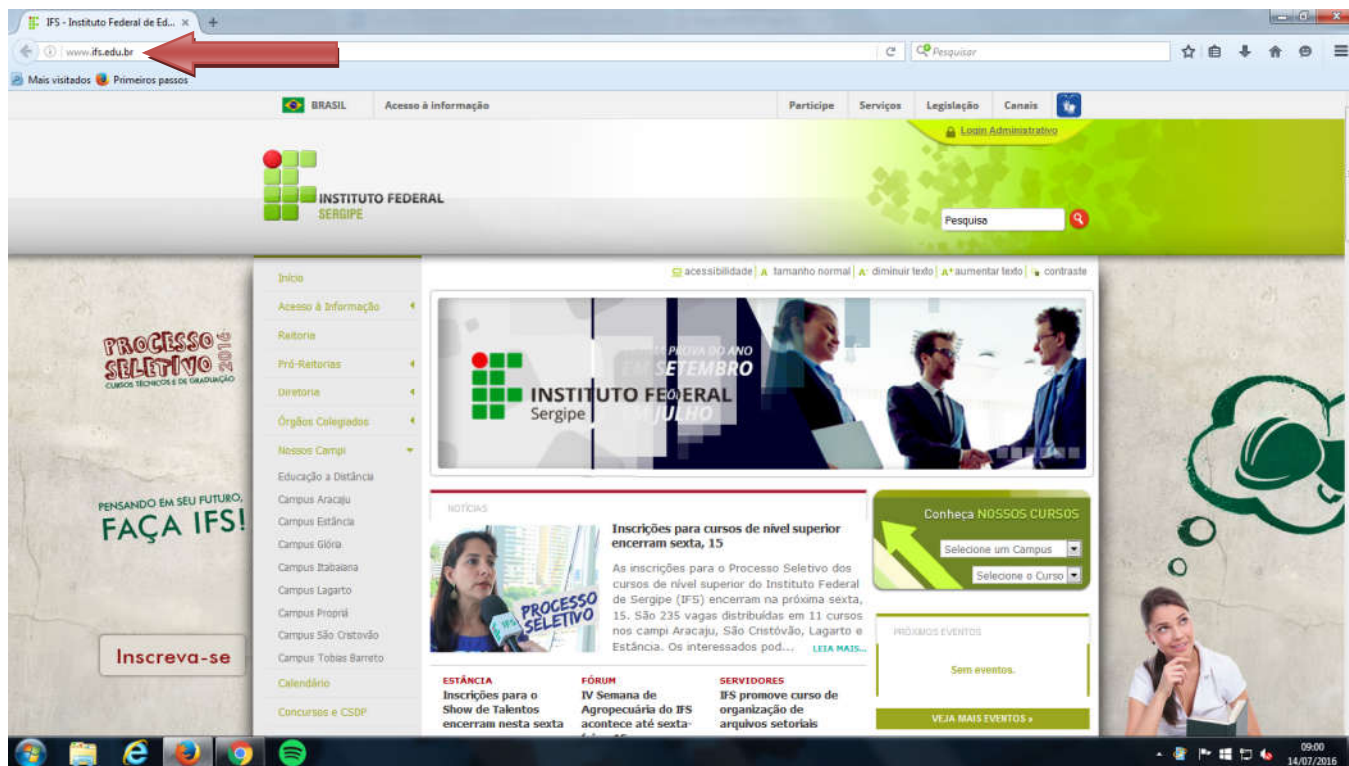 IFS - Instituto Federal de Ed...
www.ifs.edu.br
Pesquisar
Mais visitados
Primeiros passos
BRASIL
Acesso à informação
Participe
Serviços
Legislação
Canais
Login Administrativo
INSTITUTO FEDERAL
SERGIPE
Pesquisa
acessibilidade
A tamanho normal
A- diminuir texto
A+ aumentar texto
contraste
PROCESSO
SELETIVO
2016
CURSOS TÉCNICOS E DE GRADUAÇÃO
PENSANDO EM SEU FUTURO,
FAÇA IFS!
Inscreva-se
Início
Acesso à Informação
Reitoria
Pró-Reitorias
Diretoria
Órgãos Colegiados
Nossos Campi
Educação a Distância
Campus Aracaju
Campus Estância
Campus Glória
Campus Itabaiana
Campus Lagarto
Campus Propriá
Campus São Cristovão
Campus Tobias Barreto
Calendário
Concursos e CSDP
PROVA DO ANO
EM SETEMBRO
JULHO
INSTITUTO FEDERAL
Sergipe
NOTÍCIAS
PROCESSO
SELETIVO
IFS
Inscrições para cursos de nível superior
encerram sexta, 15
As inscrições para o Processo Seletivo dos
cursos de nível superior do Instituto Federal
de Sergipe (IFS) encerram na próxima sexta,
15. São 235 vagas distribuídas em 11 cursos
nos campi Aracaju, São Cristóvão, Lagarto e
Estância. Os interessados pod... LEIA MAIS...
ESTÂNCIA
Inscrições para o
Show de Talentos
encerram nesta sexta
FÓRUM
IV Semana de
Agropecuária do IFS
acontece até sexta-
SERVIDORES
IFS promove curso de
organização de
arquivos setoriais
Conheça NOSSOS CURSOS
Selecione um Campus
Selecione o Curso
PRÓXIMOS EVENTOS
Sem eventos.
VEJA MAIS EVENTOS »
09:00
14/07/2016